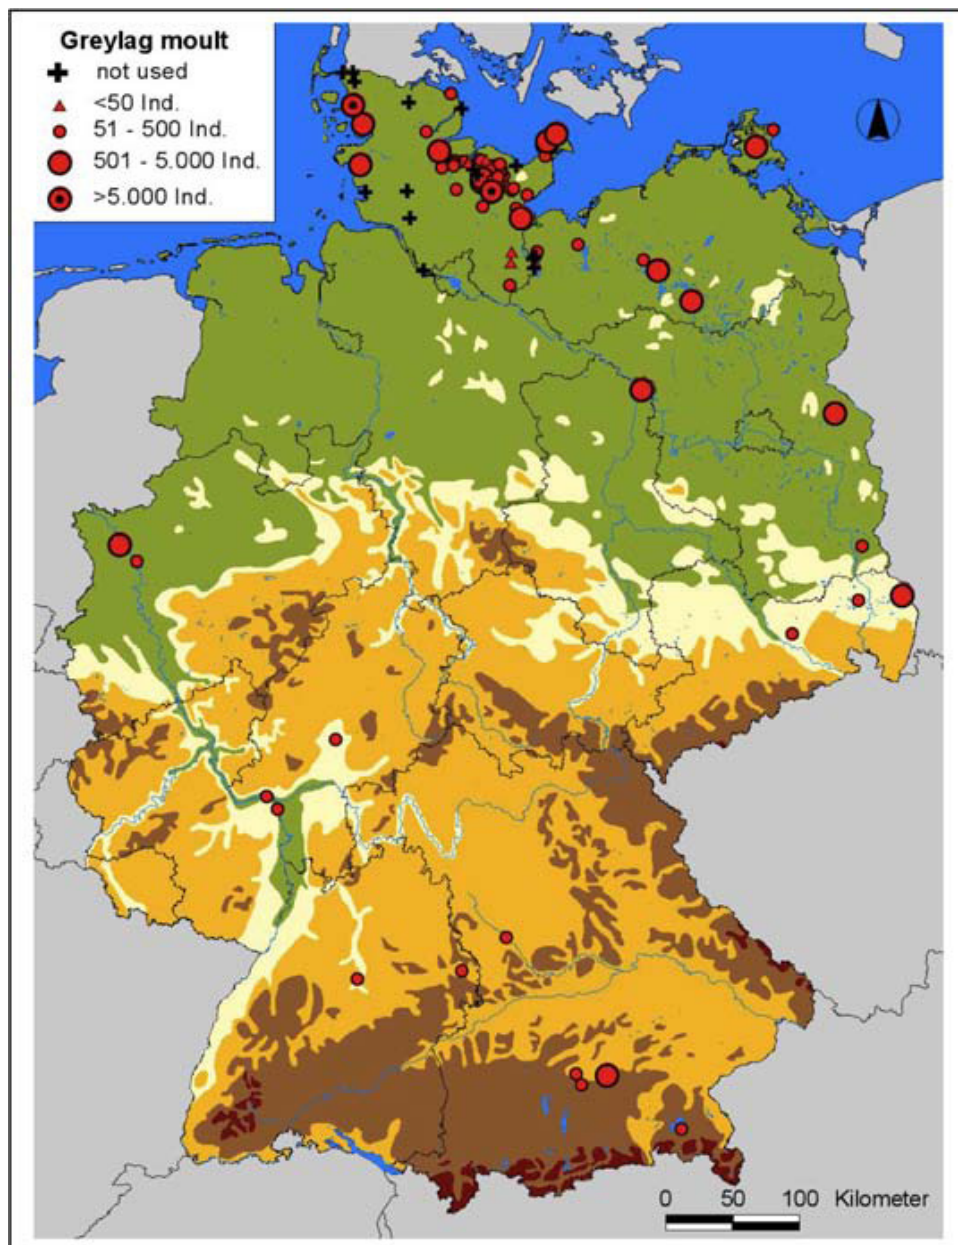 Greylag moult
not used
<50 Ind.
51 - 500 Ind.
501 - 5.000 Ind.
>5.000 Ind.
0 50 100 Kilometer